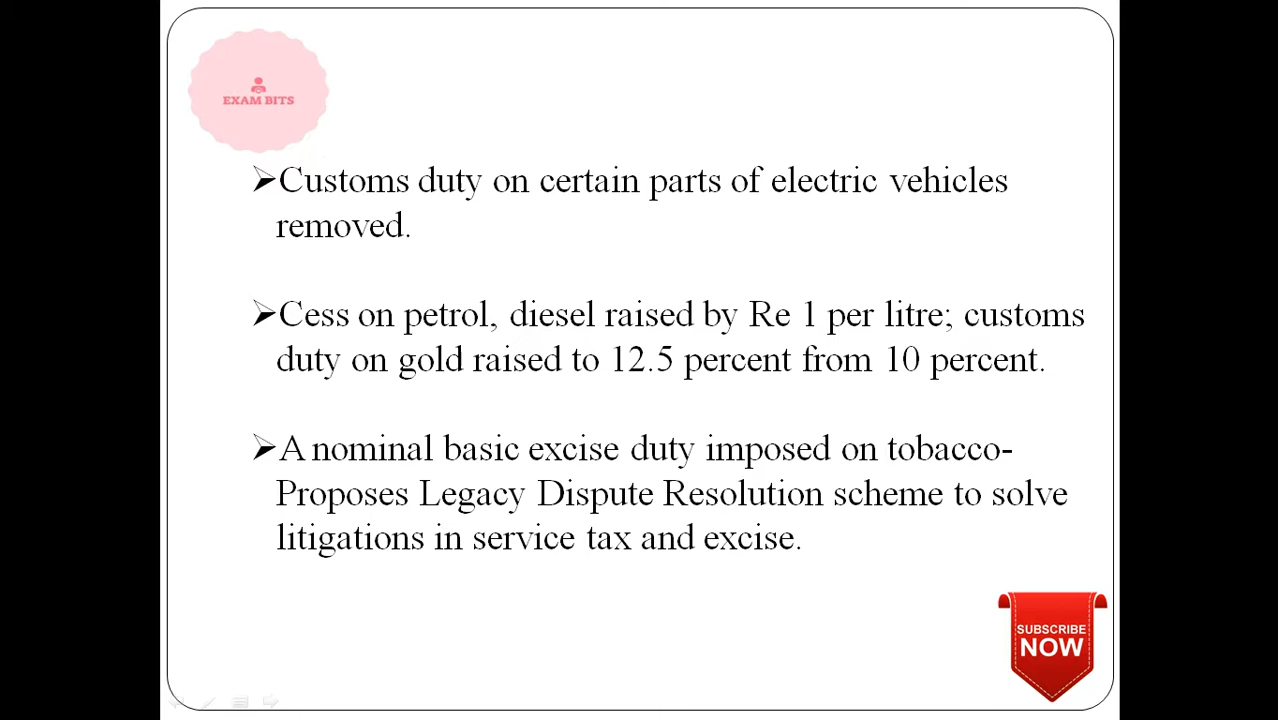 EXAM BITS
➢Customs duty on certain parts of electric vehicles
removed.
➢Cess on petrol, diesel raised by Re 1 per litre; customs
duty on gold raised to 12.5 percent from 10 percent.
➢A nominal basic excise duty imposed on tobacco-
Proposes Legacy Dispute Resolution scheme to solve
litigations in service tax and excise.
SUBSCRIBE
NOW